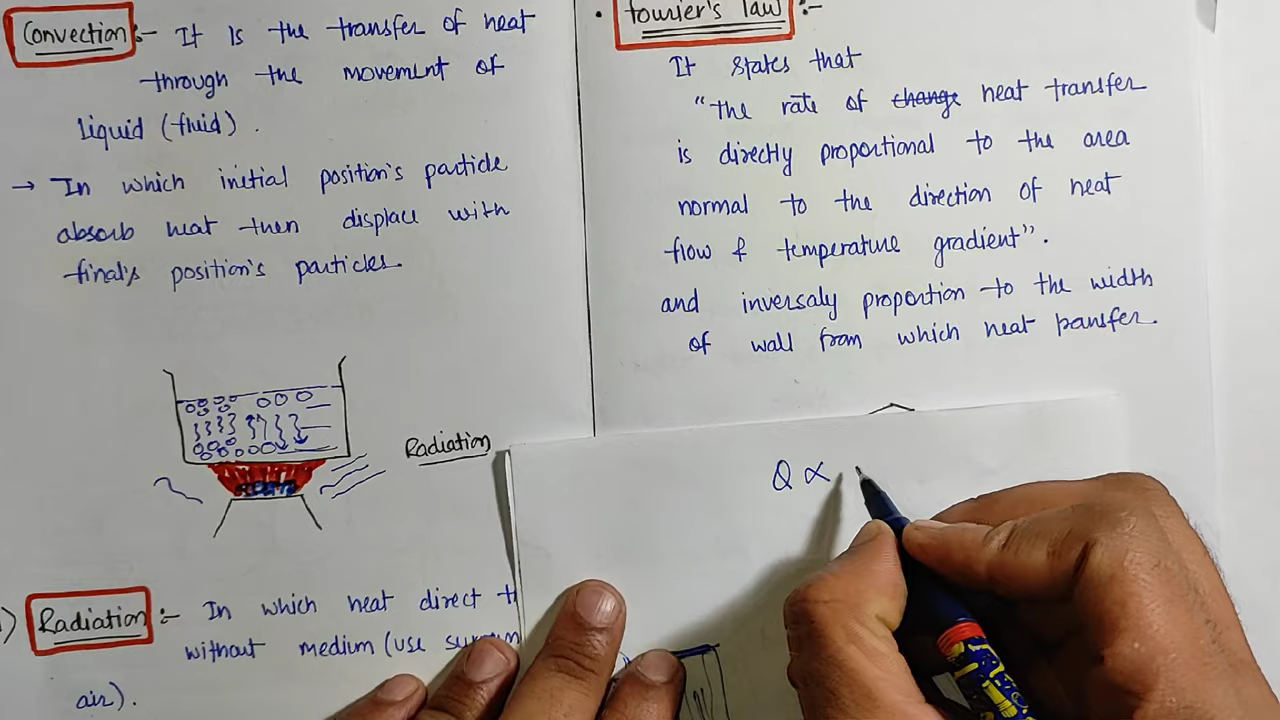 Convection :- It is the transfer of heat
through the movement of
liquid (fluid).
→ In which initial position's particle
absorb heat then displace with
final's position's particles.
Radiation
Radiation :- In which heat direct
without medium (use
air).
• Fourier's law :-
It states that
"the rate of change heat transfer
is directly proportional to the area
normal to the direction of heat
flow & temperature gradient".
and inversaly proportion to the width
of wall from which heat transfer.
Q ∝